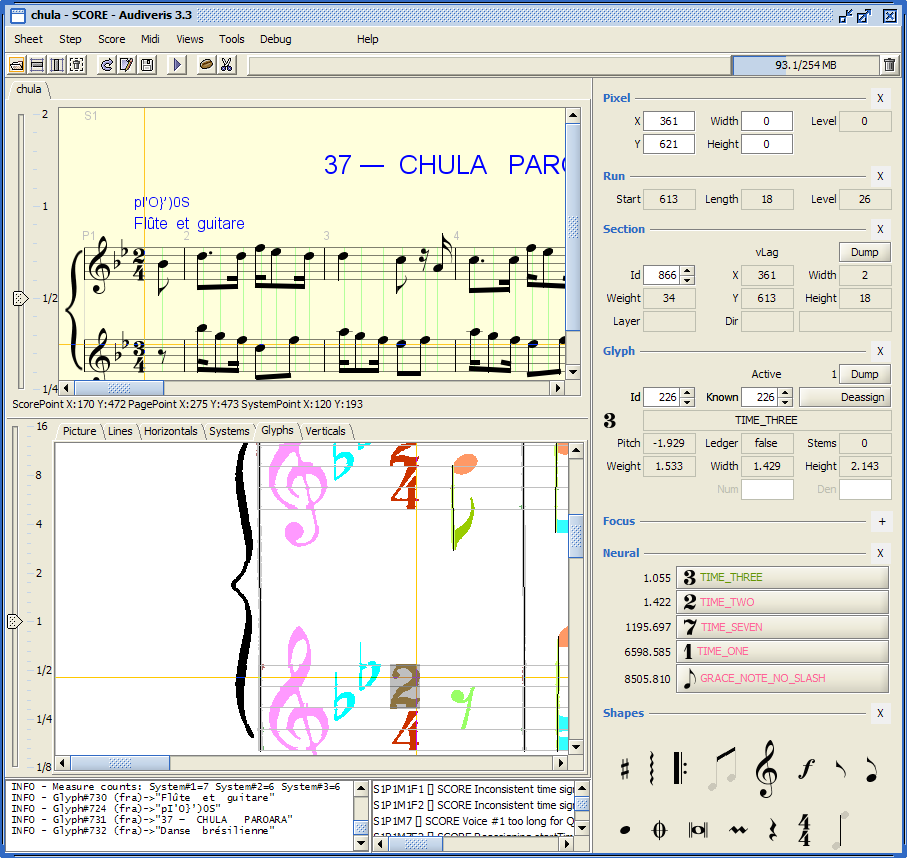 chula - SCORE - Audiveris 3.3
Sheet Step Score Midi Views Tools Debug Help
93.1/254 MB
chula
2
1
1/2
1/4
S1
37 — CHULA PARO
pI'O}')0S
Flûte et guitare
P1 2 3 4
ScorePoint X:170 Y:472 PagePoint X:275 Y:473 SystemPoint X:120 Y:193
16
8
4
2
1
1/2
1/4
1/8
Picture Lines Horizontals Systems Glyphs Verticals
INFO - Measure counts: System#1=7 System#2=6 System#3=6
INFO - Glyph#730 (fra)->"Flûte et guitare"
INFO - Glyph#724 (fra)->"pI'O}')0S"
INFO - Glyph#731 (fra)->"37 — CHULA PAROARA"
INFO - Glyph#732 (fra)->"Danse brésilienne"
S1P1M1F1 [] SCORE Inconsistent time sig
S1P1M1F2 [] SCORE Inconsistent time sig
S1P1M7 [] SCORE Voice #1 too long for Q
Pixel X
X 361 Width 0 Level 0
Y 621 Height 0
Run X
Start 613 Length 18 Level 26
Section X
vLag Dump
Id 866 X 361 Width 2
Weight 34 Y 613 Height 18
Layer Dir
Glyph X
Active 1 Dump
Id 226 Known 226 Deassign
3 TIME_THREE
Pitch -1.929 Ledger false Stems 0
Weight 1.533 Width 1.429 Height 2.143
Num Den
Focus +
Neural X
1.055 3 TIME_THREE
1.422 2 TIME_TWO
1195.697 7 TIME_SEVEN
6598.585 1 TIME_ONE
8505.810 GRACE_NOTE_NO_SLASH
Shapes X